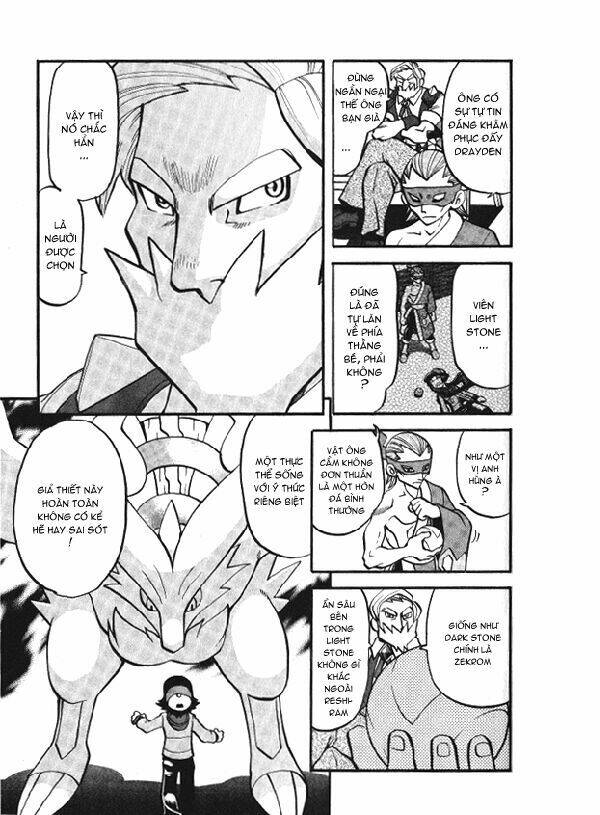 ÔNG CÓ
SỰ TỰ TIN
ĐÁNG KHÂM
PHỤC ĐẤY
DRAYDEN
ĐỪNG
NGẦN NGẠI
THẾ ÔNG
BẠN GIÀ
...
VIÊN
LIGHT
STONE
...
ĐÚNG
LÀ ĐÃ
TỰ LĂN
VỀ PHÍA
THẰNG
BÉ, PHẢI
KHÔNG
?
VẬY THÌ
NÓ CHẮC
HẲN
...
LÀ
NGƯỜI
ĐƯỢC
CHỌN
NHƯ MỘT
VỊ ANH
HÙNG À
?
VẬT ÔNG
CẦM KHÔNG
ĐƠN THUẦN
LÀ MỘT HÒN
ĐÁ BÌNH
THƯỜNG
GIỐNG NHƯ
DARK STONE
CHÍNH LÀ
ZEKROM
ẨN SÂU
BÊN
TRONG
LIGHT
STONE
KHÔNG GÌ
KHÁC
NGOÀI
RESHI-
RAM
MỘT THỰC
THỂ SỐNG
VỚI Ý THỨC
RIÊNG BIỆT
GIẢ THIẾT NÀY
HOÀN TOÀN
KHÔNG CÓ KẼ
HỞ HAY SAI SÓT
!